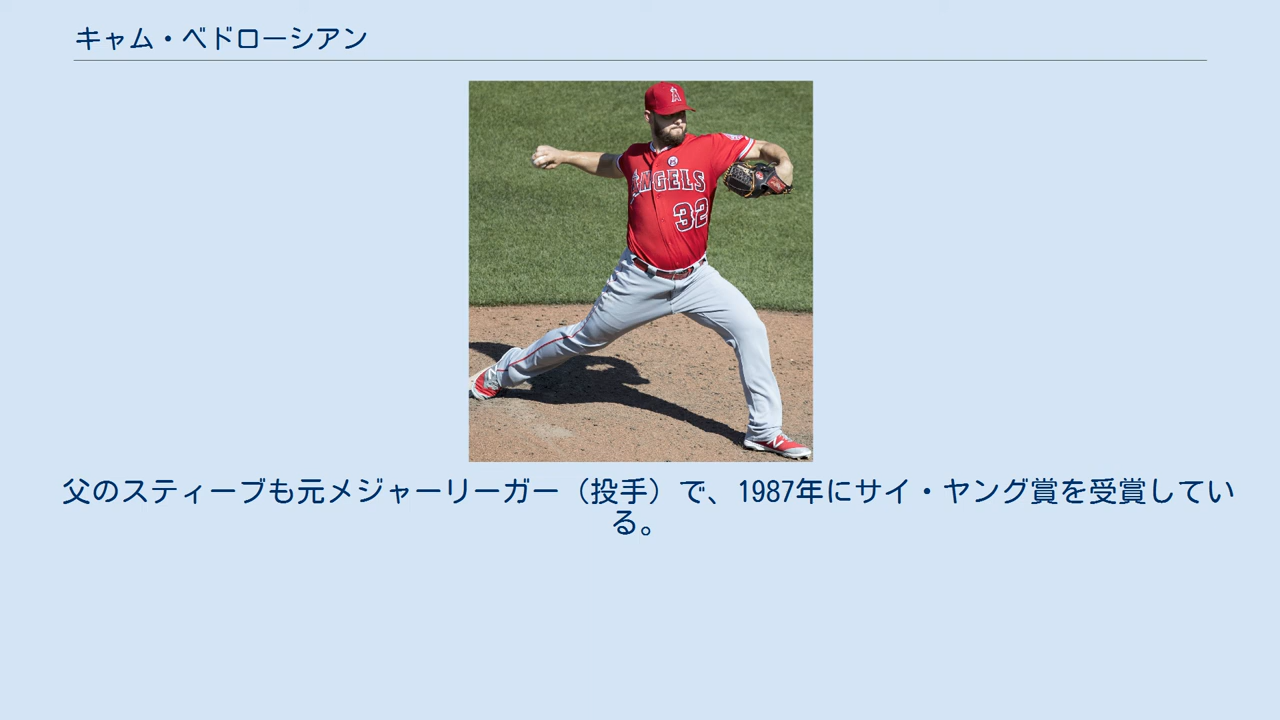 キャム・ベドローシアン
A
ANGELS
32
父のスティーブも元メジャーリーガー（投手）で、1987年にサイ・ヤング賞を受賞してい
る。